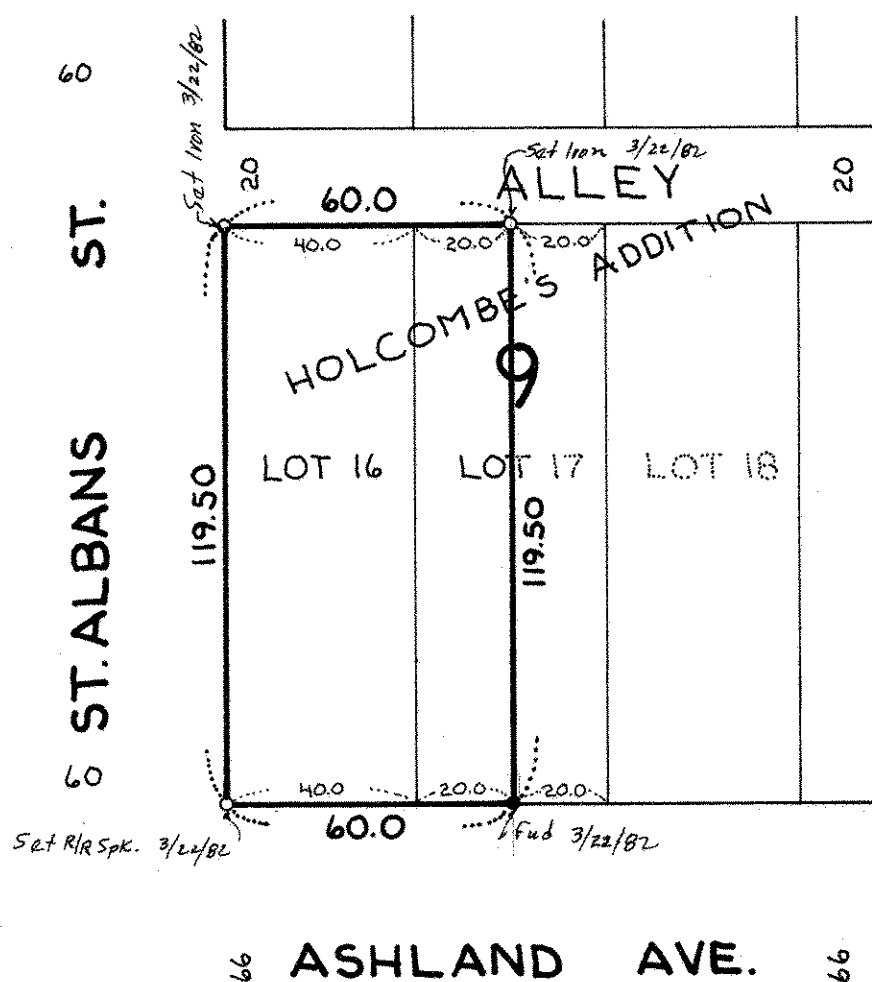 60
Set Iron 3/22/82
20
Set Iron 3/22/82
ALLEY
20
60.0
40.0
20.0
20.0
HOLCOMBE'S ADDITION
9
ST. ALBANS ST.
LOT 16
LOT 17
LOT 18
119.50
119.50
60
40.0
20.0
20.0
60.0
Set R/R Spk. 3/22/82
Fud 3/22/82
66
ASHLAND AVE.
66